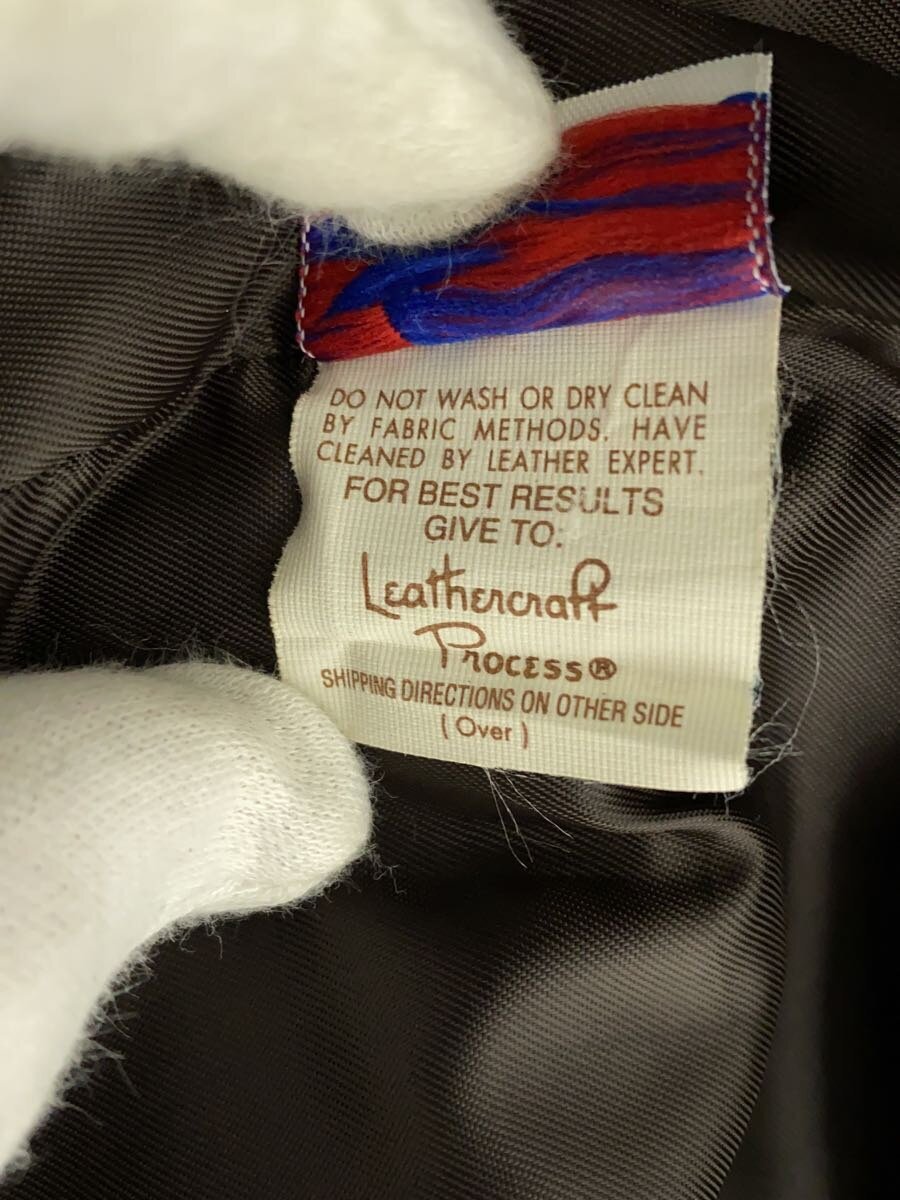 DO NOT WASH OR DRY CLEAN
BY FABRIC METHODS. HAVE
CLEANED BY LEATHER EXPERT.
FOR BEST RESULTS
GIVE TO:
Leathercraft
Process®
SHIPPING DIRECTIONS ON OTHER SIDE
(Over)